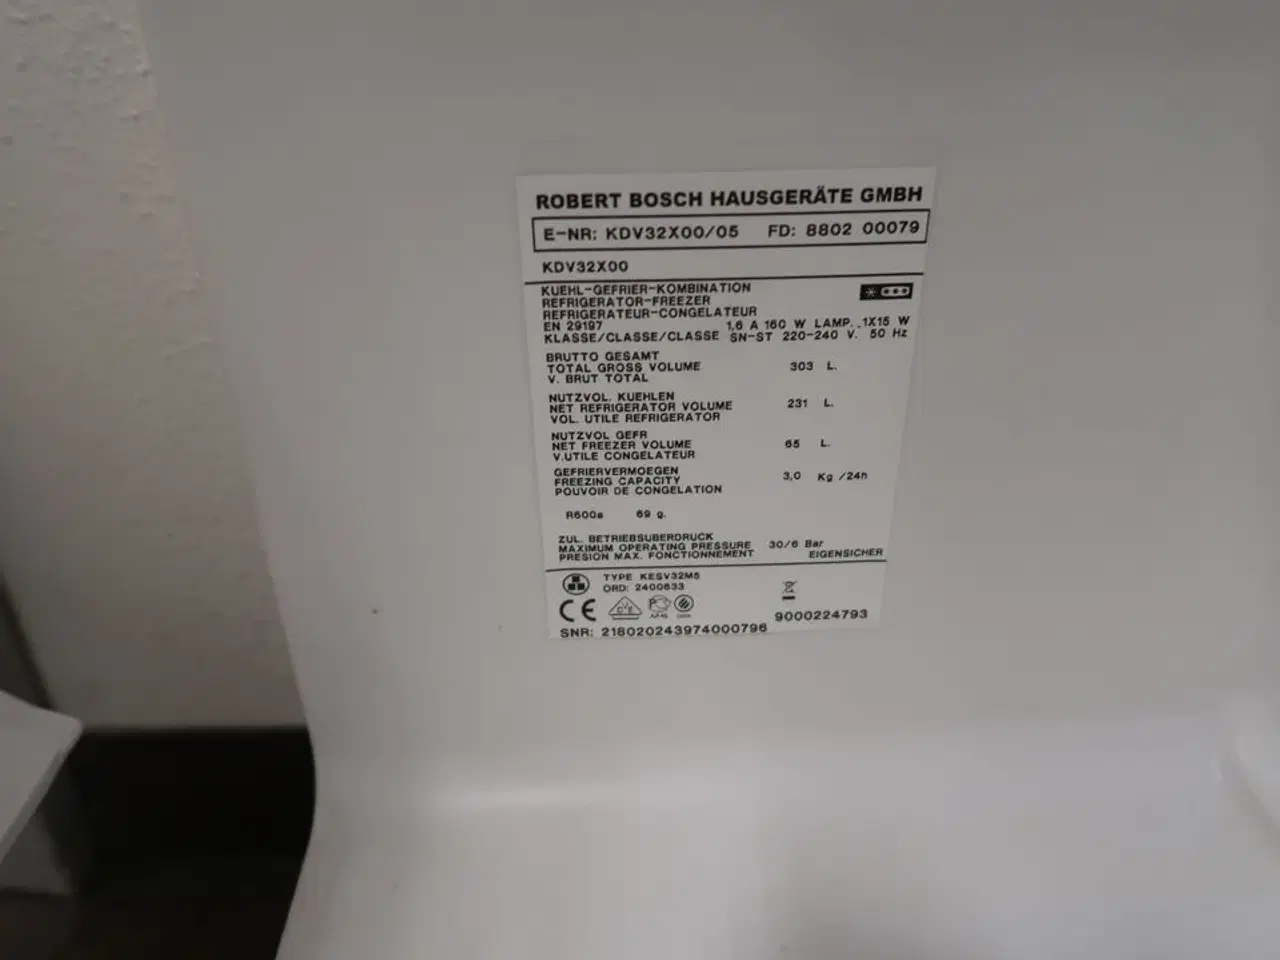 ROBERT BOSCH HAUSGERÄTE GMBH
E-NR: KDV32X00/05 FD: 8802 00079
KDV32X00
KUEHL-GEFRIER-KOMBINATION
REFRIGERATOR-FREEZER
REFRIGERATEUR-CONGELATEUR
EN 29197 1,6 A 160 W LAMP. 1X15 W
KLASSE/CLASSE/CLASSE SN-ST 220-240 V. 50 Hz
BRUTTO GESAMT
TOTAL GROSS VOLUME 303 L.
V. BRUT TOTAL
NUTZVOL. KUEHLEN
NET REFRIGERATOR VOLUME 231 L.
VOL. UTILE REFRIGERATOR
NUTZVOL GEFR
NET FREEZER VOLUME 65 L.
V.UTILE CONGELATEUR
GEFRIERVERMOEGEN
FREEZING CAPACITY 3,0 Kg /24h
POUVOIR DE CONGELATION
R600a 69 g.
ZUL. BETRIEBSUBERDRUCK
MAXIMUM OPERATING PRESSURE 30/6 Bar
PRESION MAX. FONCTIONNEMENT EIGENSICHER
TYPE KESV32M5
ORD: 2400633
CE
9000224793
SNR: 218020243974000796